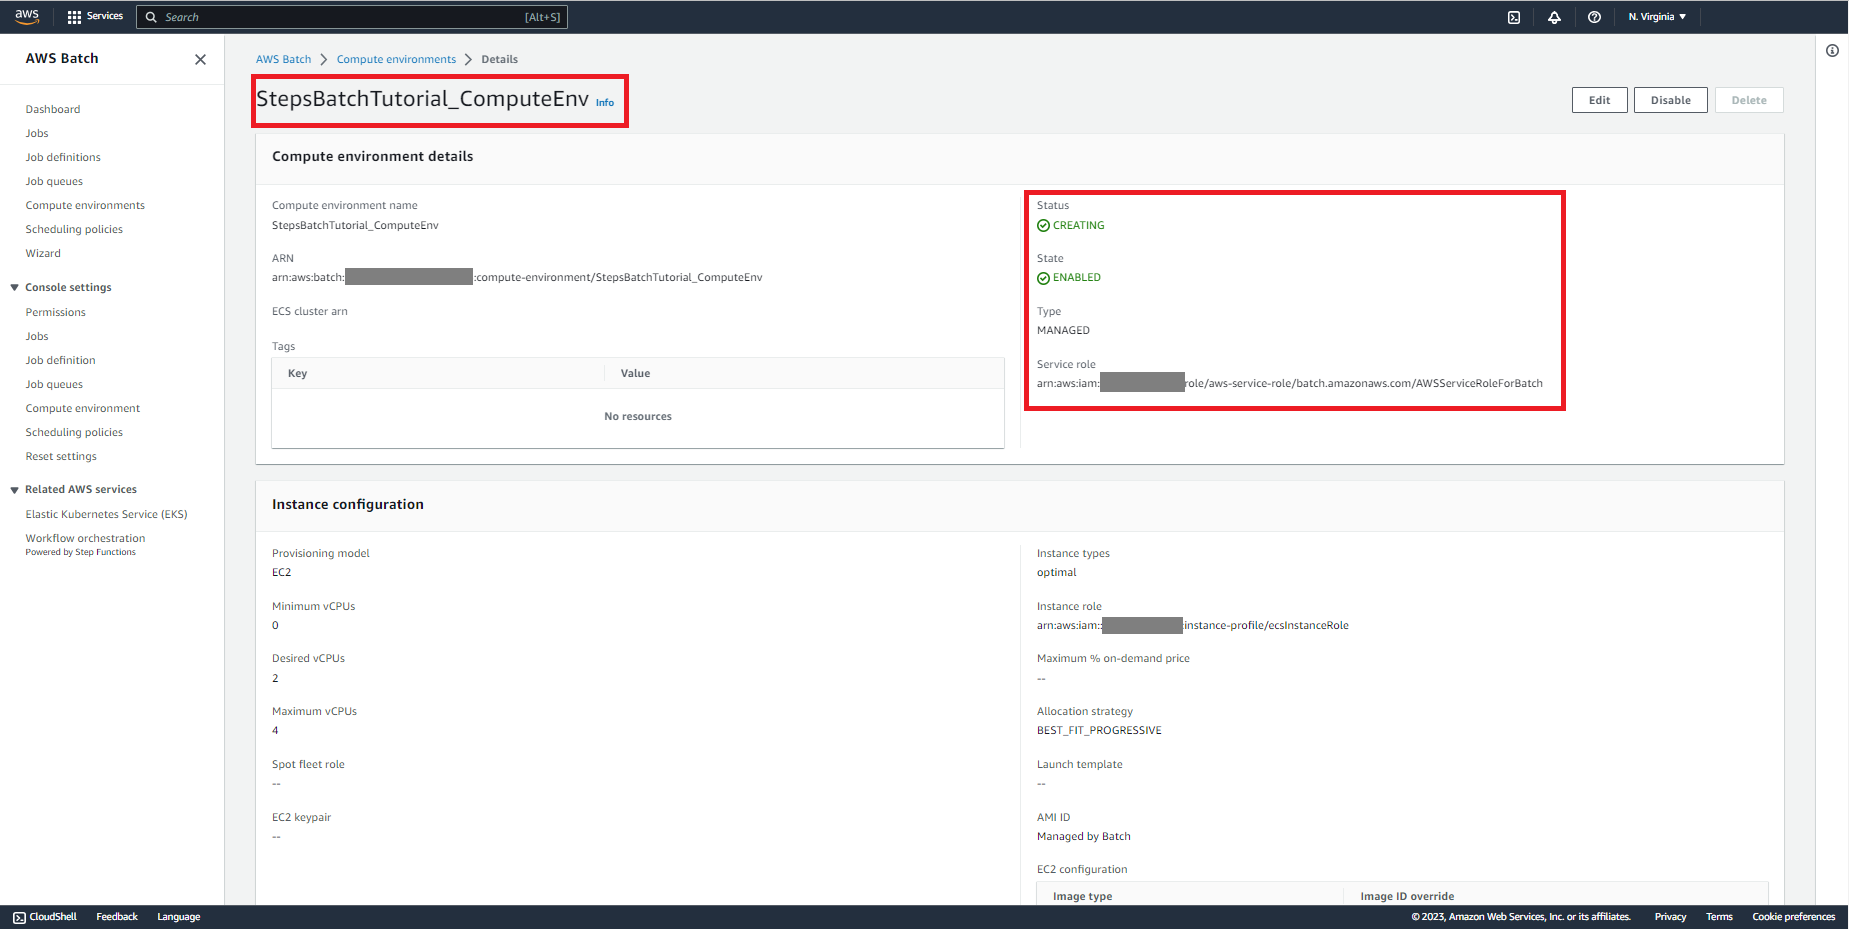 aws
Services
Search
[Alt+S]
N. Virginia
AWS Batch
Dashboard
Jobs
Job definitions
Job queues
Compute environments
Scheduling policies
Wizard
Console settings
Permissions
Jobs
Job definition
Job queues
Compute environment
Scheduling policies
Reset settings
Related AWS services
Elastic Kubernetes Service (EKS)
Workflow orchestration
Powered by Step Functions
AWS Batch > Compute environments > Details
StepsBatchTutorial_ComputeEnv Info
Edit
Disable
Delete
Compute environment details
Compute environment name
StepsBatchTutorial_ComputeEnv
ARN
arn:aws:batch: :compute-environment/StepsBatchTutorial_ComputeEnv
ECS cluster arn
Tags
Key Value
No resources
Status
CREATING
State
ENABLED
Type
MANAGED
Service role
arn:aws:iam: role/aws-service-role/batch.amazonaws.com/AWSServiceRoleForBatch
Instance configuration
Provisioning model
EC2
Minimum vCPUs
0
Desired vCPUs
2
Maximum vCPUs
4
Spot fleet role
--
EC2 keypair
--
Instance types
optimal
Instance role
arn:aws:iam:: :instance-profile/ecsInstanceRole
Maximum % on-demand price
--
Allocation strategy
BEST_FIT_PROGRESSIVE
Launch template
--
AMI ID
Managed by Batch
EC2 configuration
Image type Image ID override
CloudShell Feedback Language
© 2023, Amazon Web Services, Inc. or its affiliates. Privacy Terms Cookie preferences